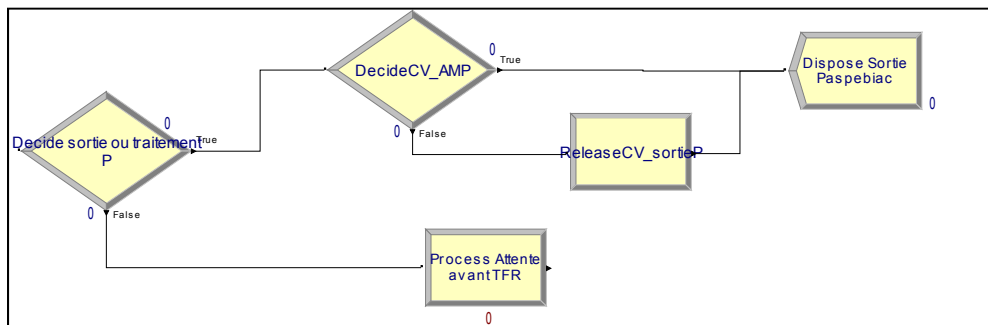 0
DecideCV_AMP
True
0
False
Dispose Sortie
Paspebiac
0
0
Decide sortie ou traitement
P
True
0
False
ReleaseCV_sortieP
Process Attente
avant TFR
0